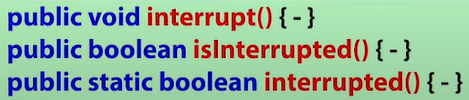 public void interrupt() { - }
public boolean isInterrupted() { - }
public static boolean interrupted() { - }